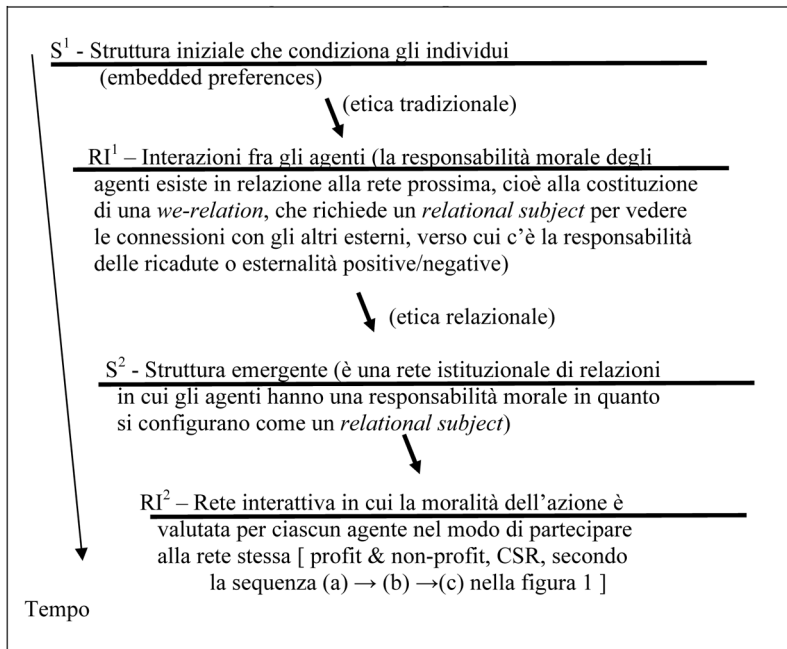 S¹ - Struttura iniziale che condiziona gli individui
(embedded preferences)
(etica tradizionale)
RI¹ – Interazioni fra gli agenti (la responsabilità morale degli
agenti esiste in relazione alla rete prossima, cioè alla costituzione
di una we-relation, che richiede un relational subject per vedere
le connessioni con gli altri esterni, verso cui c’è la responsabilità
delle ricadute o esternalità positive/negative)
(etica relazionale)
S² - Struttura emergente (è una rete istituzionale di relazioni
in cui gli agenti hanno una responsabilità morale in quanto
si configurano come un relational subject)
RI² – Rete interattiva in cui la moralità dell’azione è
valutata per ciascun agente nel modo di partecipare
alla rete stessa [ profit & non-profit, CSR, secondo
la sequenza (a) → (b) →(c) nella figura 1 ]
Tempo